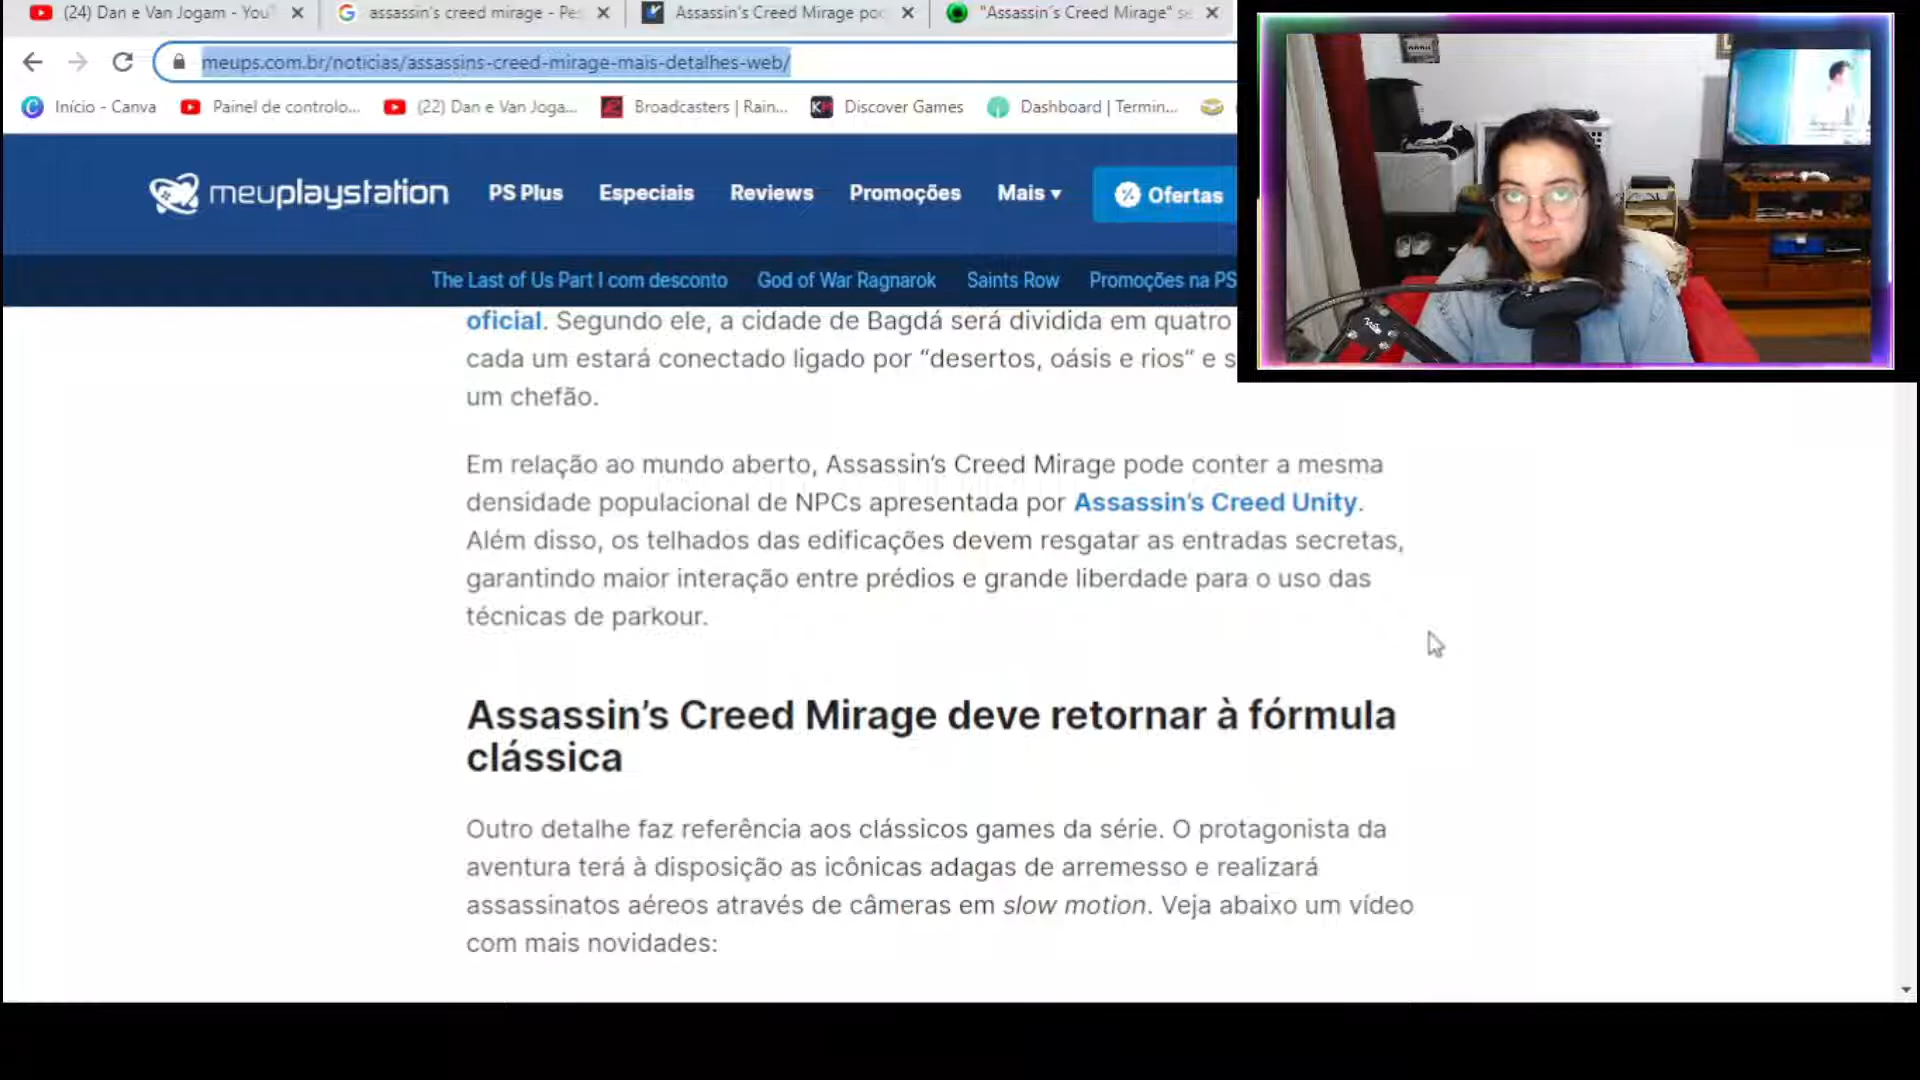 (24) Dan e Van Jogam - You
assassin's creed mirage - Pe
Assassin's Creed Mirage po
"Assassin's Creed Mirage" s
meups.com.br/noticias/assassins-creed-mirage-mais-detalhes-web/
Início - Canva
Painel de controlo...
(22) Dan e Van Joga...
Broadcasters | Rain...
Discover Games
Dashboard | Termin...
meuplaystation
PS Plus
Especiais
Reviews
Promoções
Mais
Ofertas
The Last of Us Part I com desconto
God of War Ragnarok
Saints Row
Promoções na PS
oficial. Segundo ele, a cidade de Bagdá será dividida em quatro
cada um estará conectado ligado por “desertos, oásis e rios” e s
um chefão.
Em relação ao mundo aberto, Assassin’s Creed Mirage pode conter a mesma
densidade populacional de NPCs apresentada por Assassin’s Creed Unity.
Além disso, os telhados das edificações devem resgatar as entradas secretas,
garantindo maior interação entre prédios e grande liberdade para o uso das
técnicas de parkour.
Assassin’s Creed Mirage deve retornar à fórmula
clássica
Outro detalhe faz referência aos clássicos games da série. O protagonista da
aventura terá à disposição as icônicas adagas de arremesso e realizará
assassinatos aéreos através de câmeras em slow motion. Veja abaixo um vídeo
com mais novidades: